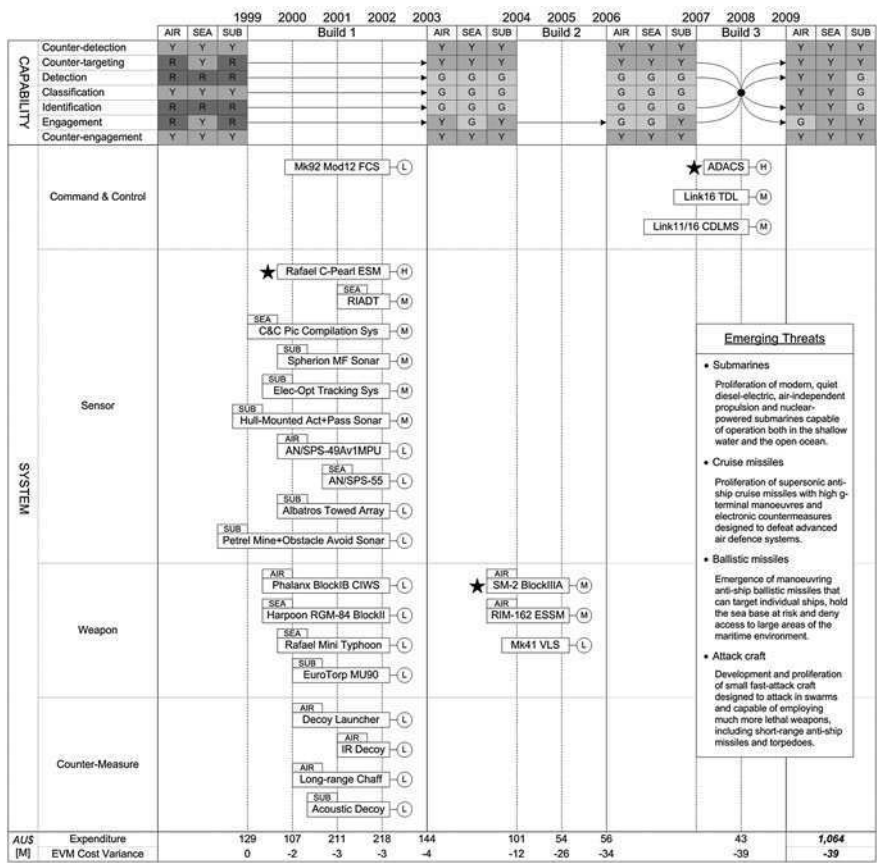 1999 2000 2001 2002 2003 2004 2005 2006 2007 2008 2009
AIR SEA SUB Build 1 AIR SEA SUB Build 2 AIR SEA SUB Build 3 AIR SEA SUB
CAPABILITY
Counter-detection Y Y Y Y Y Y Y Y Y Y Y Y
Counter-targeting R Y R Y Y Y Y Y Y Y Y Y
Detection R R R G G G G G G Y Y G
Classification Y Y Y G G G G G G Y Y G
Identification R R R G G G G G G Y Y G
Engagement R Y R Y G Y G G Y G Y Y
Counter-engagement Y Y Y Y Y Y Y Y Y Y Y Y
SYSTEM
Command & Control
Mk92 Mod12 FCS L
ADACS H
Link16 TDL M
Link11/16 CDLMS M
Sensor
Rafael C-Pearl ESM H
SEA
RIADT M
SEA
C&C Pic Compilation Sys M
SUB
Spherion MF Sonar M
SUB
Elec-Opt Tracking Sys M
SUB
Hull-Mounted Act+Pass Sonar M
AIR
AN/SPS-49Av1MPU L
SEA
AN/SPS-55 L
SUB
Albatros Towed Array L
SUB
Petrel Mine+Obstacle Avoid Sonar L
Weapon
AIR
Phalanx BlockIB CIWS L
SEA
Harpoon RGM-84 BlockII L
SEA
Rafael Mini Typhoon L
SUB
EuroTorp MU90 L
AIR
SM-2 BlockIIIA M
AIR
RIM-162 ESSM M
Mk41 VLS L
Counter-Measure
AIR
Decoy Launcher L
AIR
IR Decoy L
AIR
Long-range Chaff L
SUB
Acoustic Decoy L
Emerging Threats
• Submarines
Proliferation of modern, quiet
diesel-electric, air-independent
propulsion and nuclear-
powered submarines capable
of operation both in the shallow
water and the open ocean.
• Cruise missiles
Proliferation of supersonic anti-
ship cruise missiles with high g-
terminal manoeuvres and
electronic countermeasures
designed to defeat advanced
air defence systems.
• Ballistic missiles
Emergence of manoeuvring
anti-ship ballistic missiles that
can target individual ships, hold
the sea base at risk and deny
access to large areas of the
maritime environment.
• Attack craft
Development and proliferation
of small fast-attack craft
designed to attack in swarms
and capable of employing
much more lethal weapons,
including short-range anti-ship
missiles and torpedoes.
AU$ Expenditure 129 107 211 218 144 101 54 56 43 1,064
[M] EVM Cost Variance 0 -2 -3 -3 -4 -12 -26 -34 -39 -39